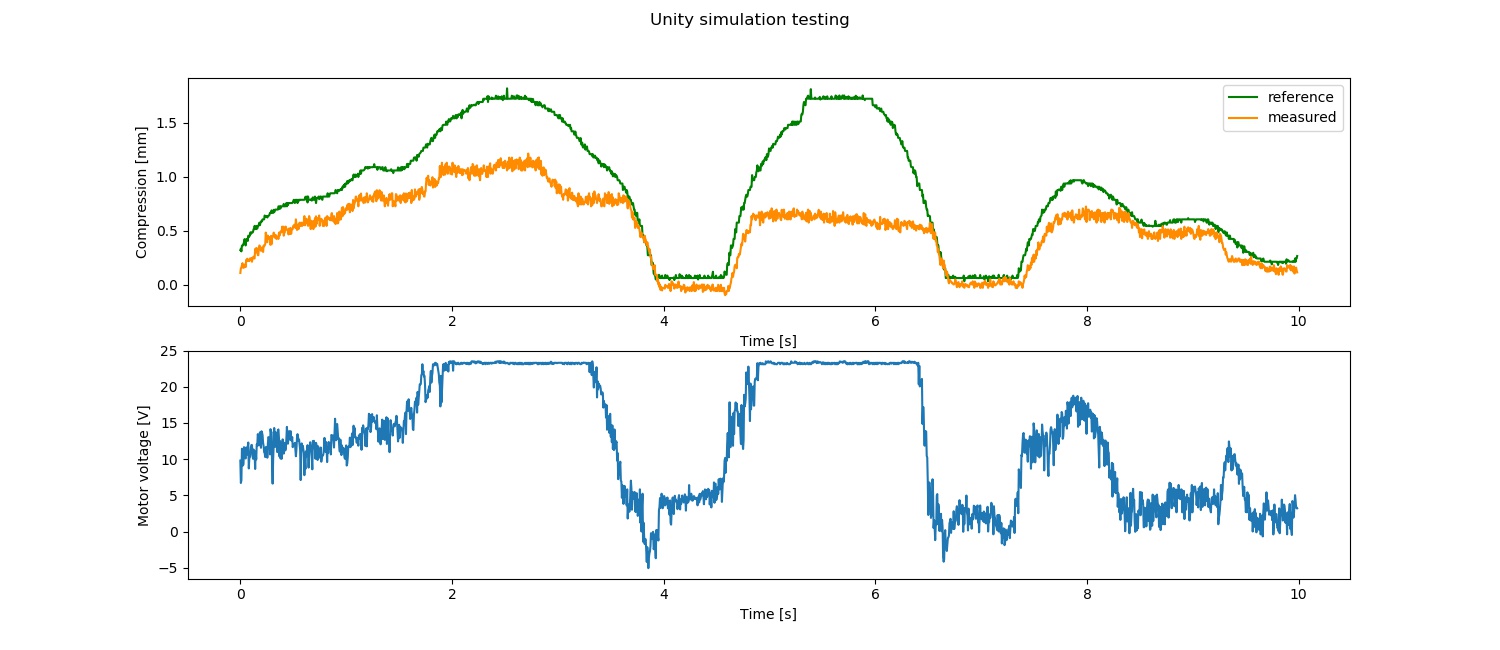 Unity simulation testing
reference
measured
Compression [mm]
1.5
1.0
0.5
0.0
0 2 4 6 8 10
Time [s]
Motor voltage [V]
25
20
15
10
5
0
−5
0 2 4 6 8 10
Time [s]